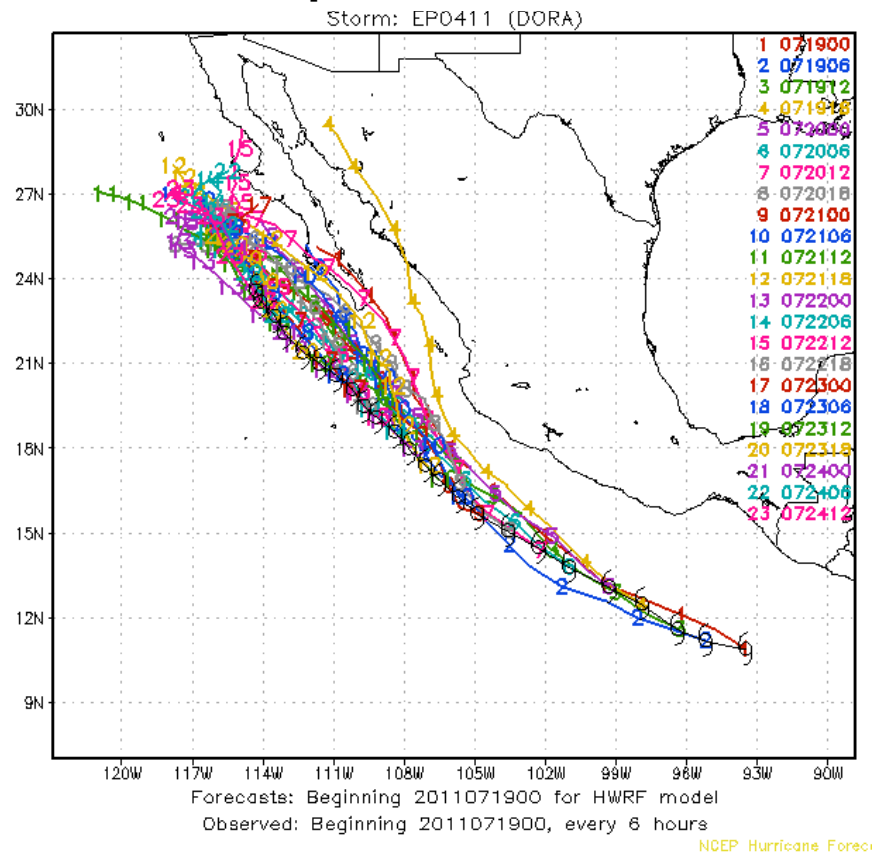 Storm: EP0411 (DORA)
1 071900
2 071906
3 071912
4 071918
5 072000
6 072006
7 072012
8 072018
9 072100
10 072106
11 072112
12 072118
13 072200
14 072206
15 072212
16 072218
17 072300
18 072306
19 072312
20 072318
21 072400
22 072406
23 072412
30N
27N
24N
21N
18N
15N
12N
9N
120W 117W 114W 111W 108W 105W 102W 99W 96W 93W 90W
Forecasts: Beginning 2011071900 for HWRF model
Observed: Beginning 2011071900, every 6 hours
NCEP Hurricane Forec